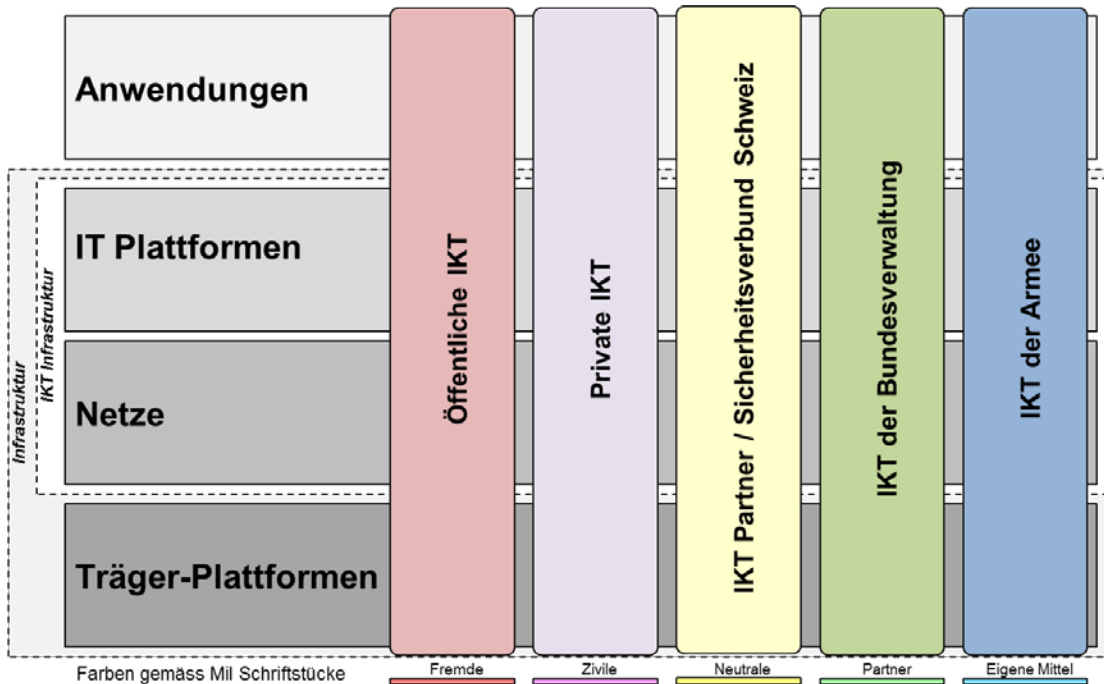 Anwendungen
IT Plattformen
Netze
Träger-Plattformen
Infrastruktur
IKT Infrastruktur
Öffentliche IKT
Private IKT
IKT Partner / Sicherheitsverbund Schweiz
IKT der Bundesverwaltung
IKT der Armee
Farben gemäss Mil Schriftstücke
Fremde
Zivile
Neutrale
Partner
Eigene Mittel